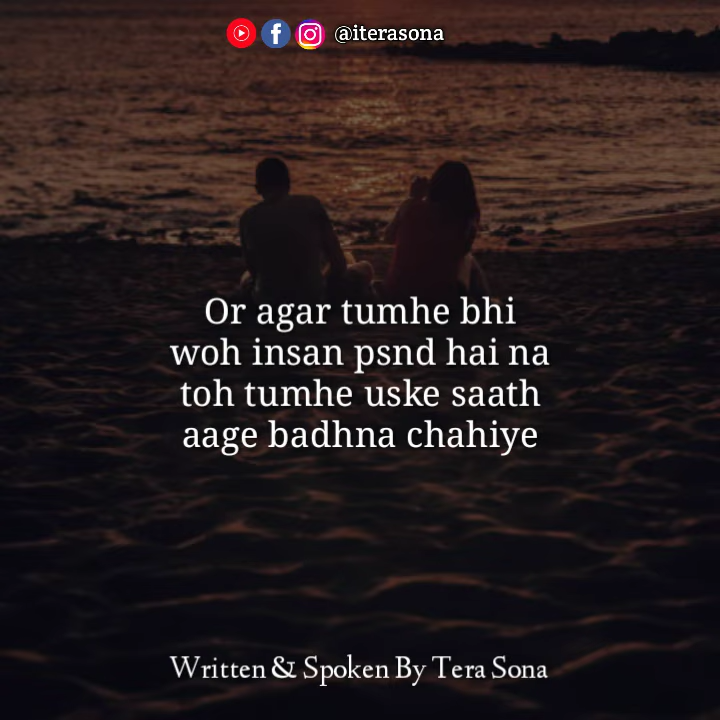 @iterasona
Or agar tumhe bhi
woh insan psnd hai na
toh tumhe uske saath
aage badhna chahiye
Written & Spoken By Tera Sona